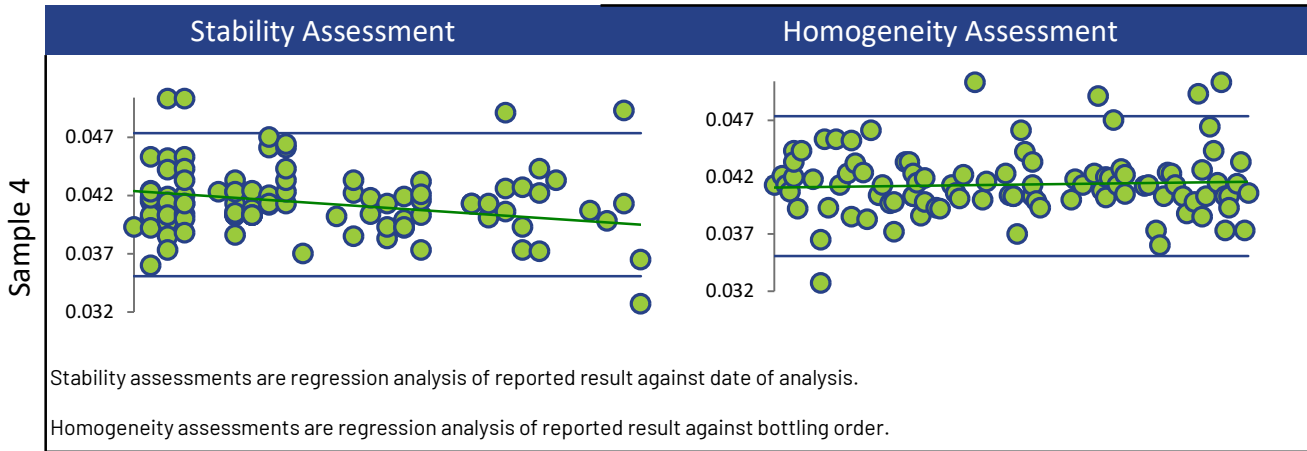 Stability Assessment
Homogeneity Assessment
Sample 4
0.047
0.042
0.037
0.032
0.047
0.042
0.037
0.032
Stability assessments are regression analysis of reported result against date of analysis.
Homogeneity assessments are regression analysis of reported result against bottling order.